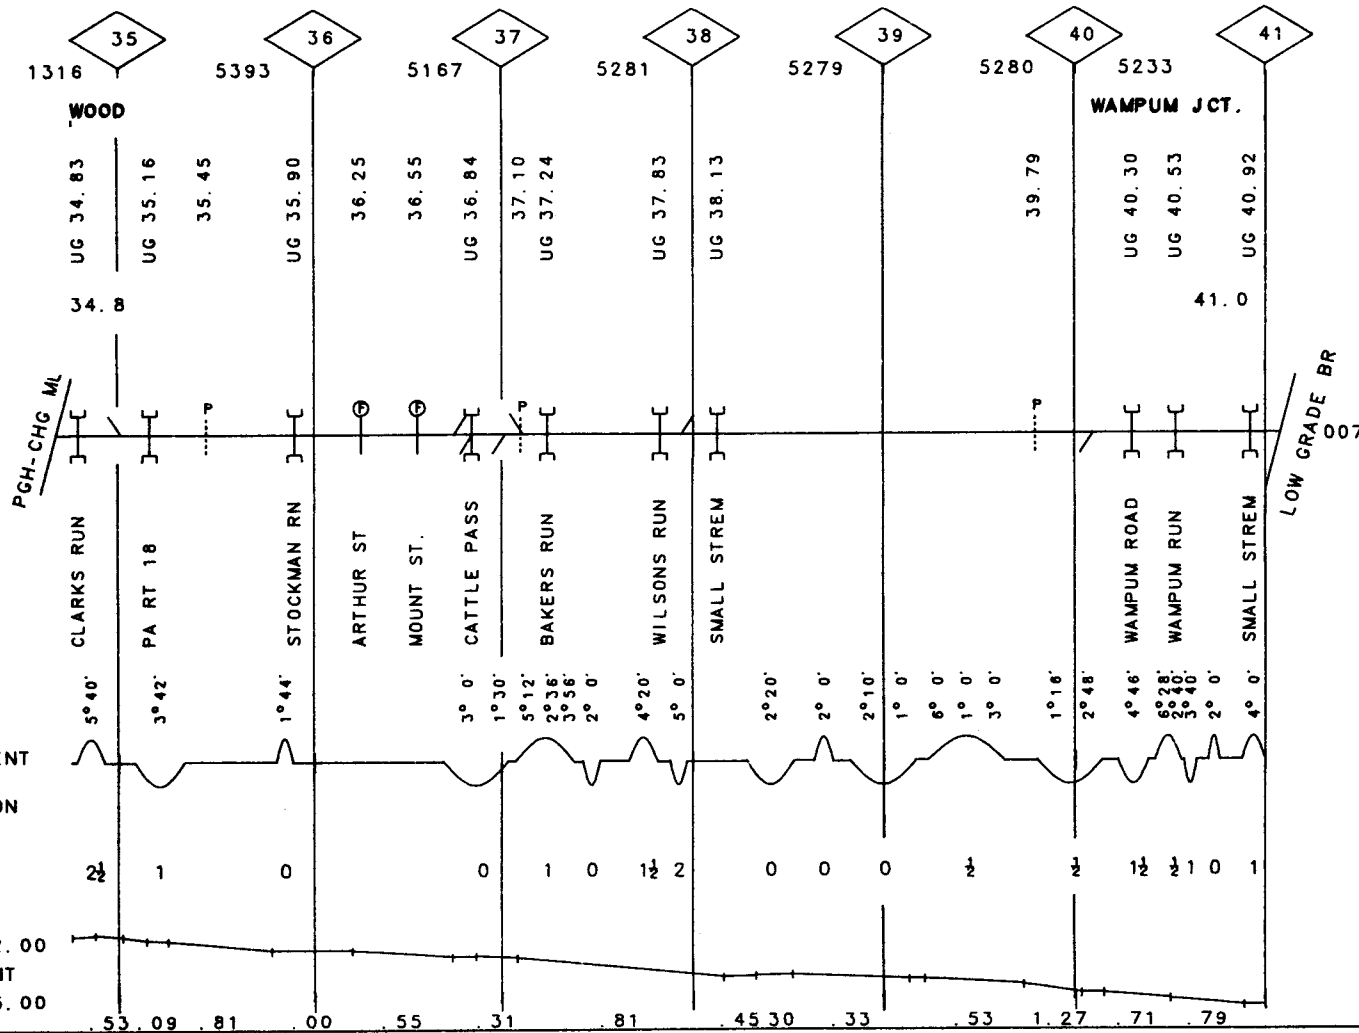 35 36 37 38 39 40 41
1316 5393 5167 5281 5279 5280 5233
WOOD
WAMPUM JCT.
UG 34.83
UG 35.16
35.45
UG 35.90
36.25
36.55
UG 36.84
37.10
UG 37.24
UG 37.83
UG 38.13
39.79
UG 40.30
UG 40.53
UG 40.92
34.8
41.0
PGH-CHG ML
P
F
F
P
P
LOW GRADE BR
007
CLARKS RUN
PA RT 18
STOCKMAN RN
ARTHUR ST
MOUNT ST.
CATTLE PASS
BAKERS RUN
WILSONS RUN
SMALL STREM
WAMPUM ROAD
WAMPUM RUN
SMALL STREM
5°40'
3°42'
1°44'
3° 0'
1°30'
5°12'
2°36'
3°56'
2° 0'
4°20'
5° 0'
2°20'
2° 0'
2°10'
1° 0'
6° 0'
1° 0'
3° 0'
1°16'
2°48'
4°46'
6°28'
2°40'
3°40'
2° 0'
4° 0'
ENT
ON
2½ 1 0 0 1 0 1½ 2 0 0 0 ½ ½ 1½ ½ 1 0 1
2.00
NT
6.00
.53 .09 .81 .00 .55 .31 .81 .45 30 .33 .53 1.27 .71 .79